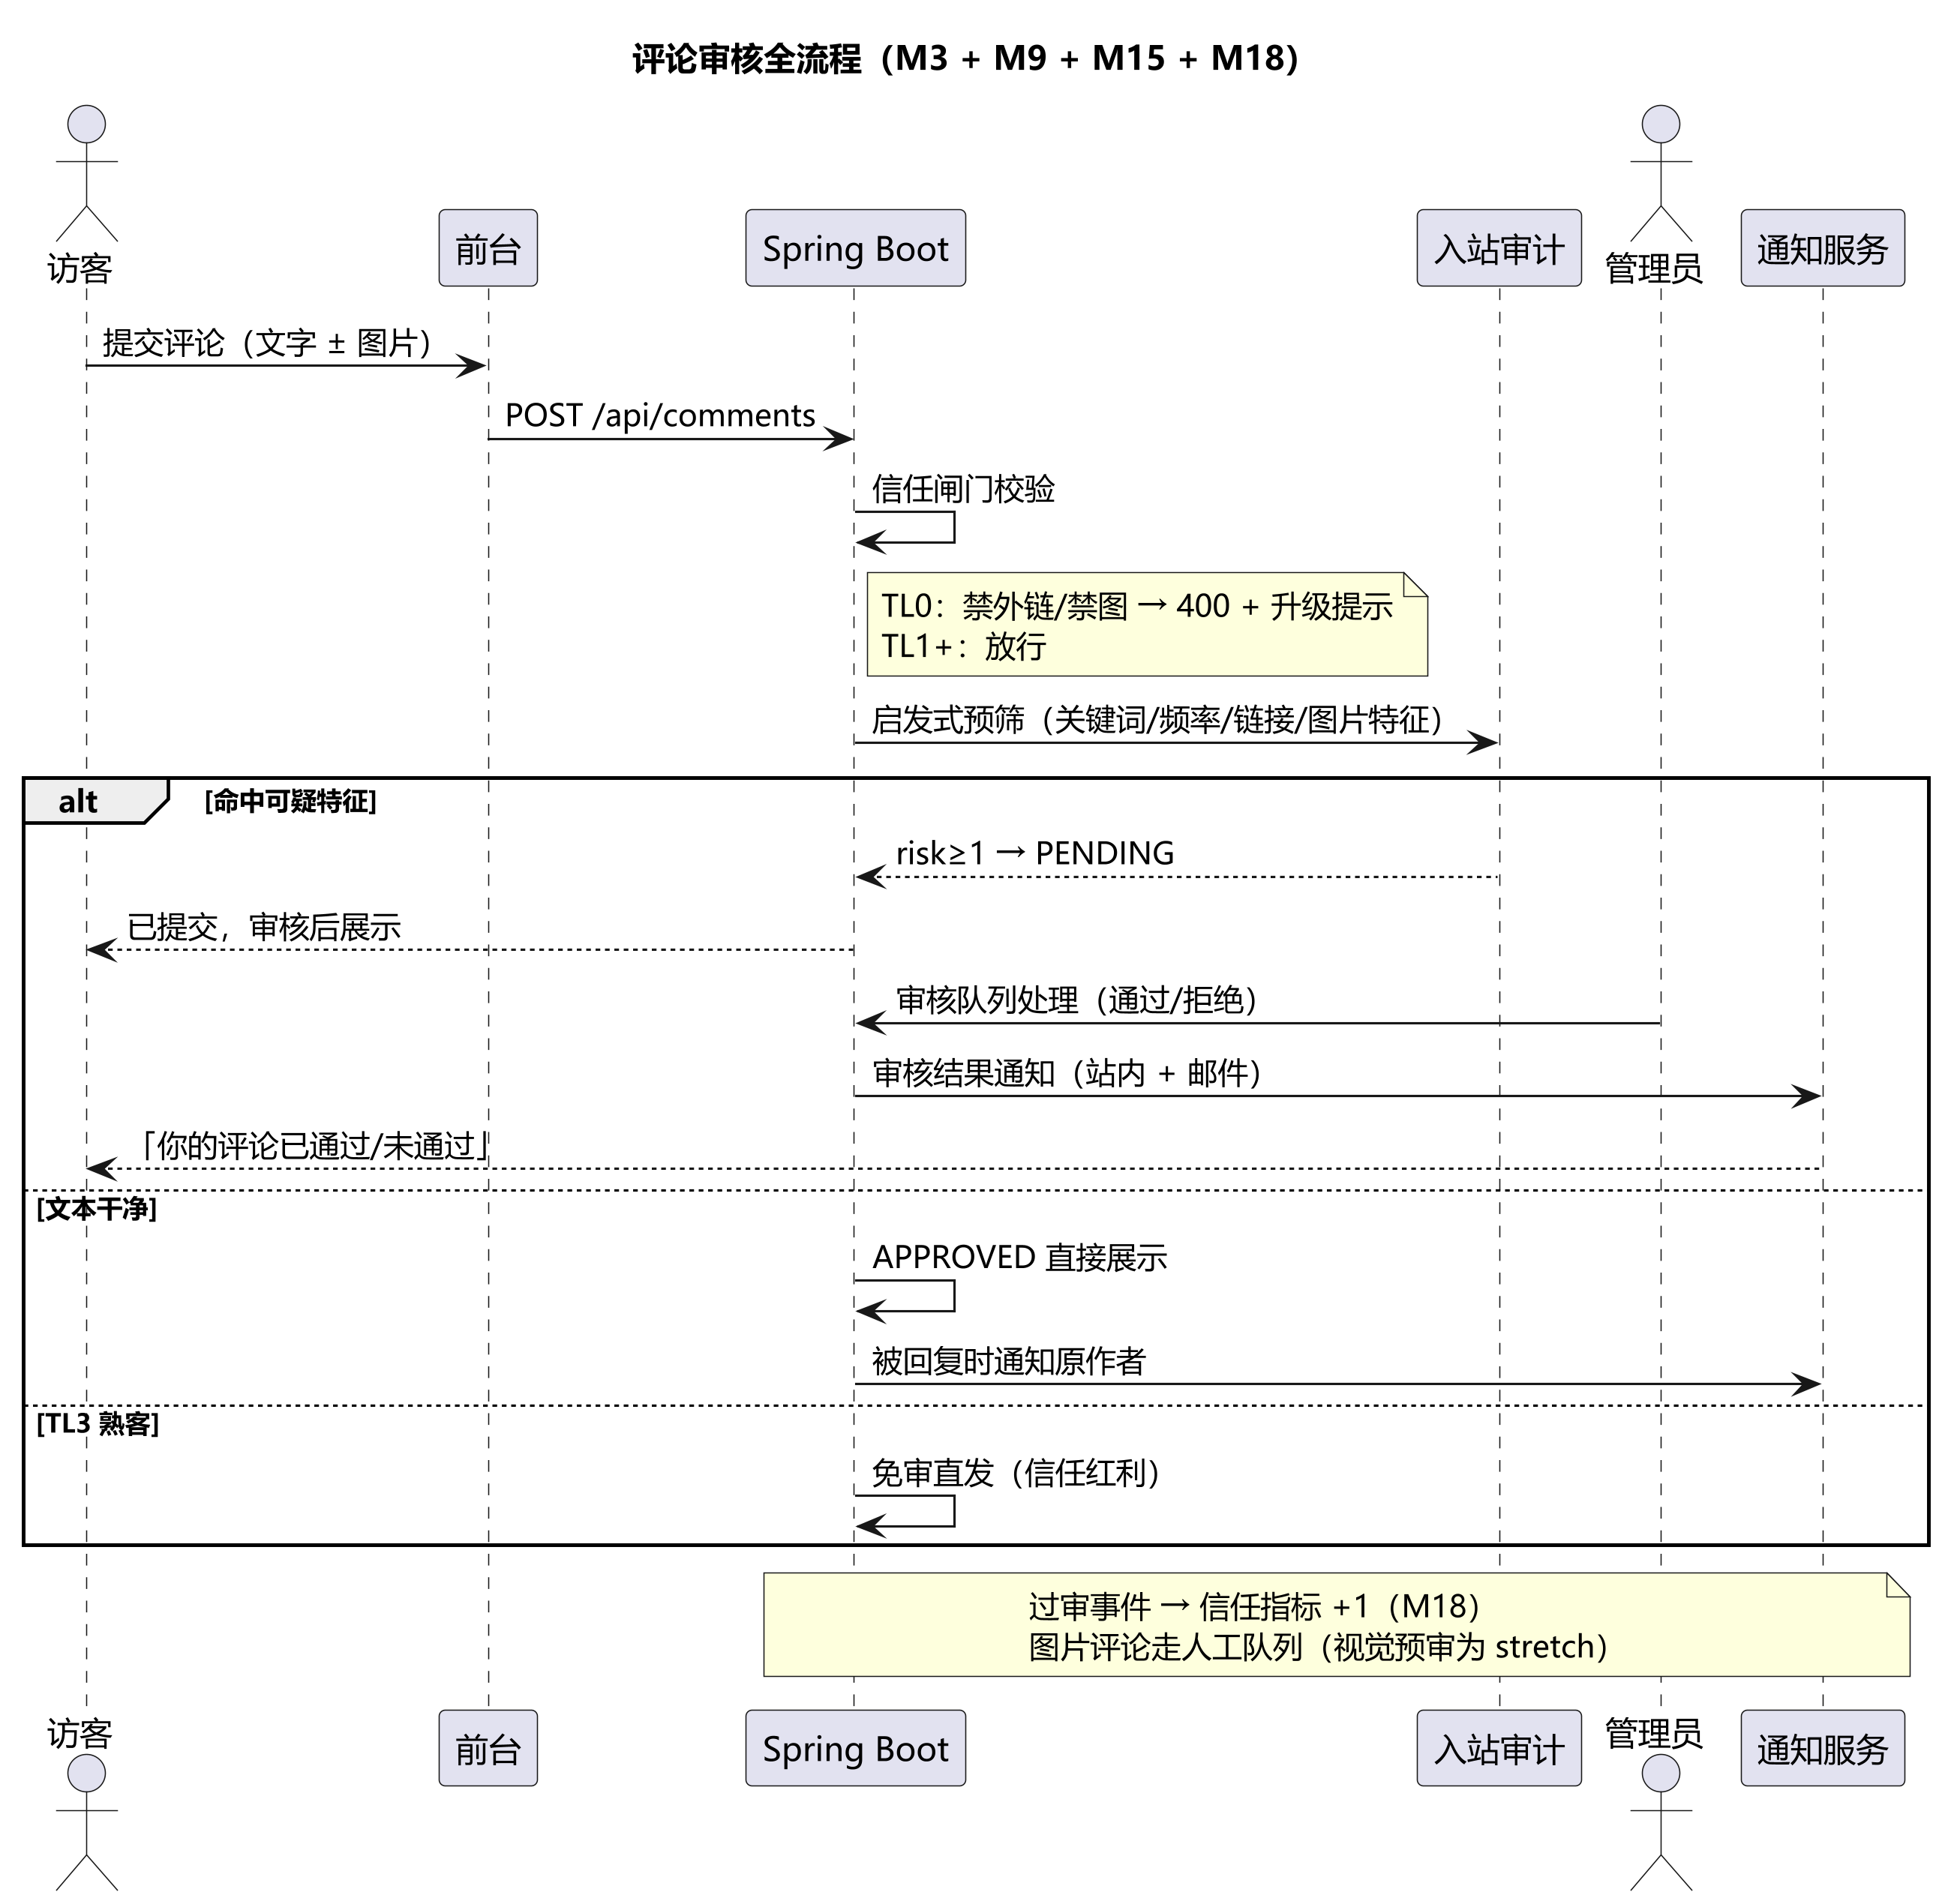 评论审核全流程（M3 + M9 + M15 + M18）
访客
前台
Spring Boot
入站审计
管理员
通知服务
提交评论（文字 ± 图片）
POST /api/comments
信任闸门校验
TL0：禁外链/禁图 → 400 + 升级提示
TL1+：放行
启发式预筛（关键词/频率/链接/图片特征）
alt
[命中可疑特征]
risk≥1 → PENDING
已提交，审核后展示
审核队列处理（通过/拒绝）
审核结果通知（站内 + 邮件）
「你的评论已通过/未通过」
[文本干净]
APPROVED 直接展示
被回复时通知原作者
[TL3 熟客]
免审直发（信任红利）
过审事件 → 信任指标 +1（M18）
图片评论走人工队列（视觉预审为 stretch）
访客
前台
Spring Boot
入站审计
管理员
通知服务